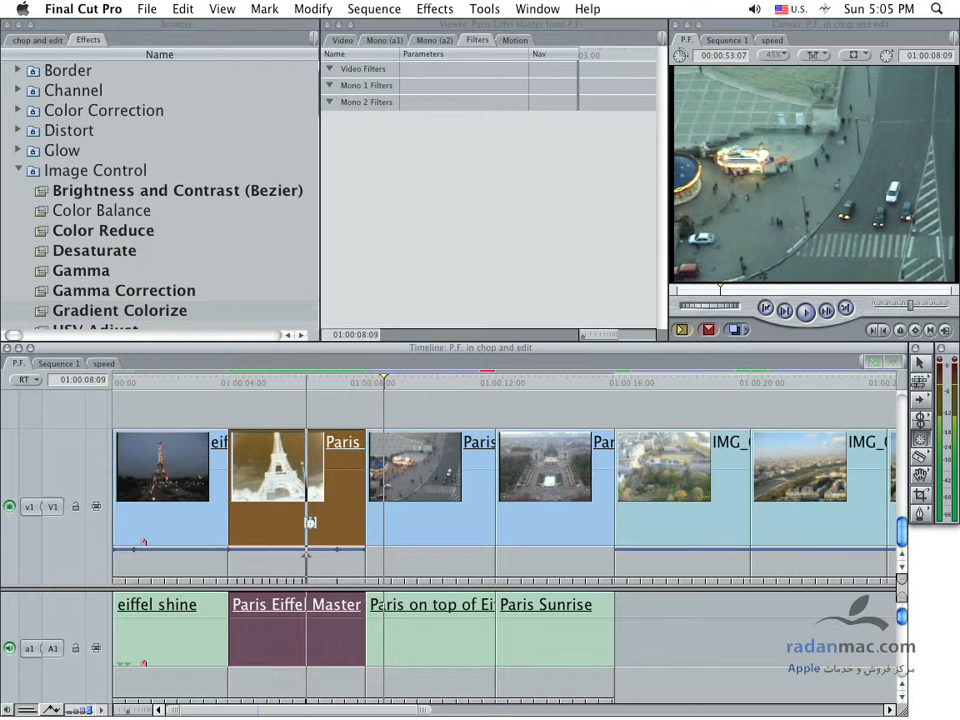 Final Cut Pro File Edit View Mark Modify Sequence Effects Tools Window Help U.S. Sun 5:05 PM
Browser
Viewer: Paris Eiffel Master from P.F.
Canvas: P.F. in chop and edit
chop and edit Effects
Video Mono (a1) Mono (a2) Filters Motion
P.F. Sequence 1 speed
Name
Name Parameters Nav 03:00
00:00:53:07 45% 01:00:08:09
Border
Channel
Color Correction
Distort
Glow
Image Control
Brightness and Contrast (Bezier)
Color Balance
Color Reduce
Desaturate
Gamma
Gamma Correction
Gradient Colorize
HSV Adjust
Video Filters
Mono 1 Filters
Mono 2 Filters
01:00:08:09
Timeline: P.F. in chop and edit
P.F. Sequence 1 speed
RT 01:00:08:09 :00:00 01:00:04:00 01:00:08:00 01:00:12:00 01:00:16:00 01:00:20:00 01:00:2
eif Paris Paris Par IMG_ IMG_
v1 V1
eiffel shine Paris Eiffel Master Paris on top of Ei Paris Sunrise
a1 A1
radanmac.com
مرکز فروش و خدمات Apple